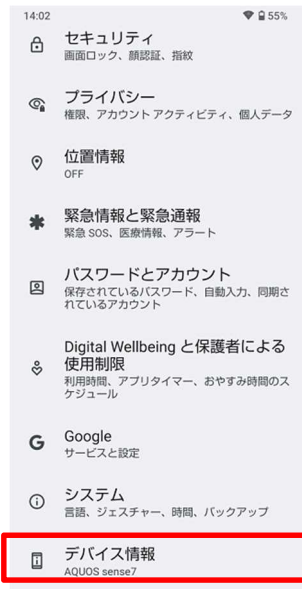 14:02 55%
セキュリティ
画面ロック、顔認証、指紋
プライバシー
権限、アカウント アクティビティ、個人データ
位置情報
OFF
緊急情報と緊急通報
緊急 SOS、医療情報、アラート
パスワードとアカウント
保存されているパスワード、自動入力、同期さ
れているアカウント
Digital Wellbeing と保護者による
使用制限
利用時間、アプリタイマー、おやすみ時間のス
ケジュール
Google
サービスと設定
システム
言語、ジェスチャー、時間、バックアップ
デバイス情報
AQUOS sense7